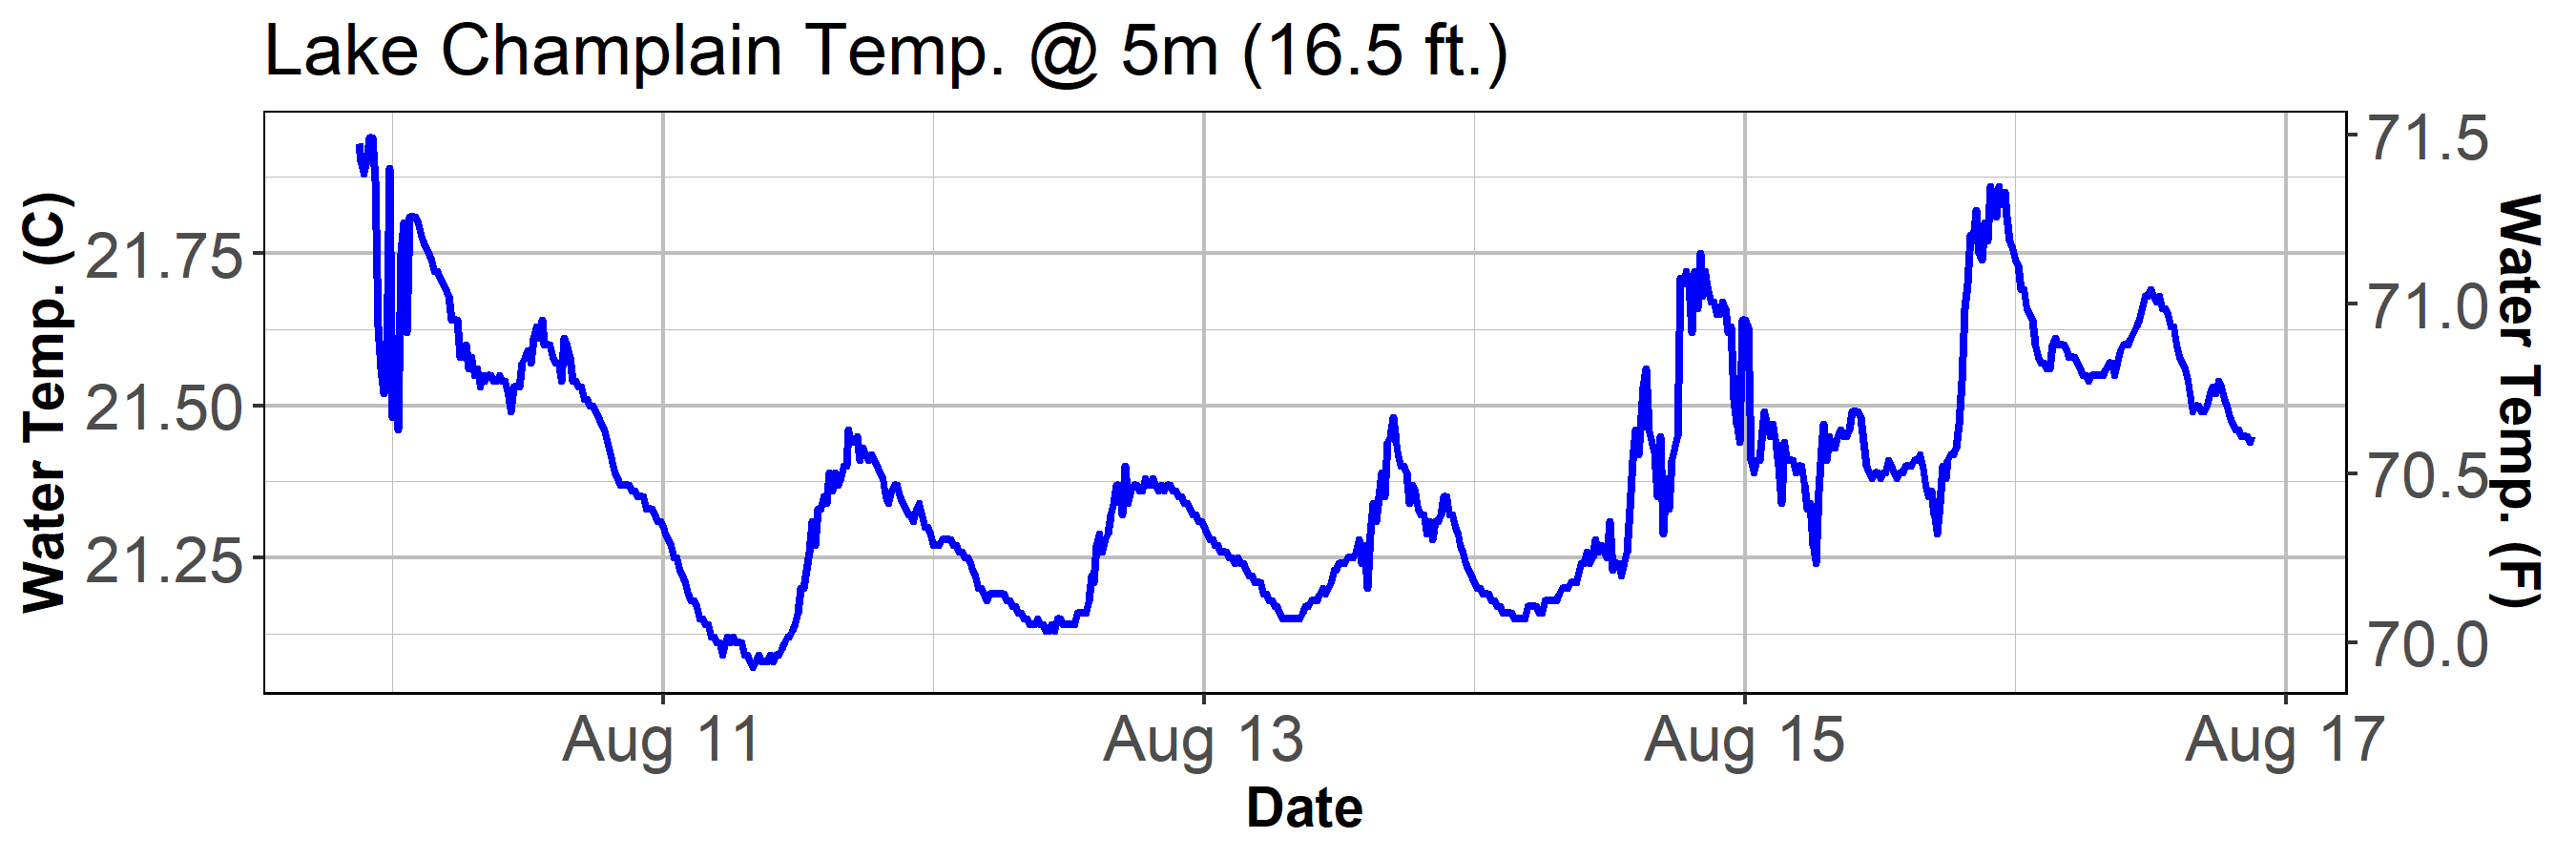 Lake Champlain Temp. @ 5m (16.5 ft.)
Water Temp. (C)
21.75
21.50
21.25
71.5
71.0
70.5
70.0
Water Temp. (F)
Aug 11
Aug 13
Aug 15
Aug 17
Date